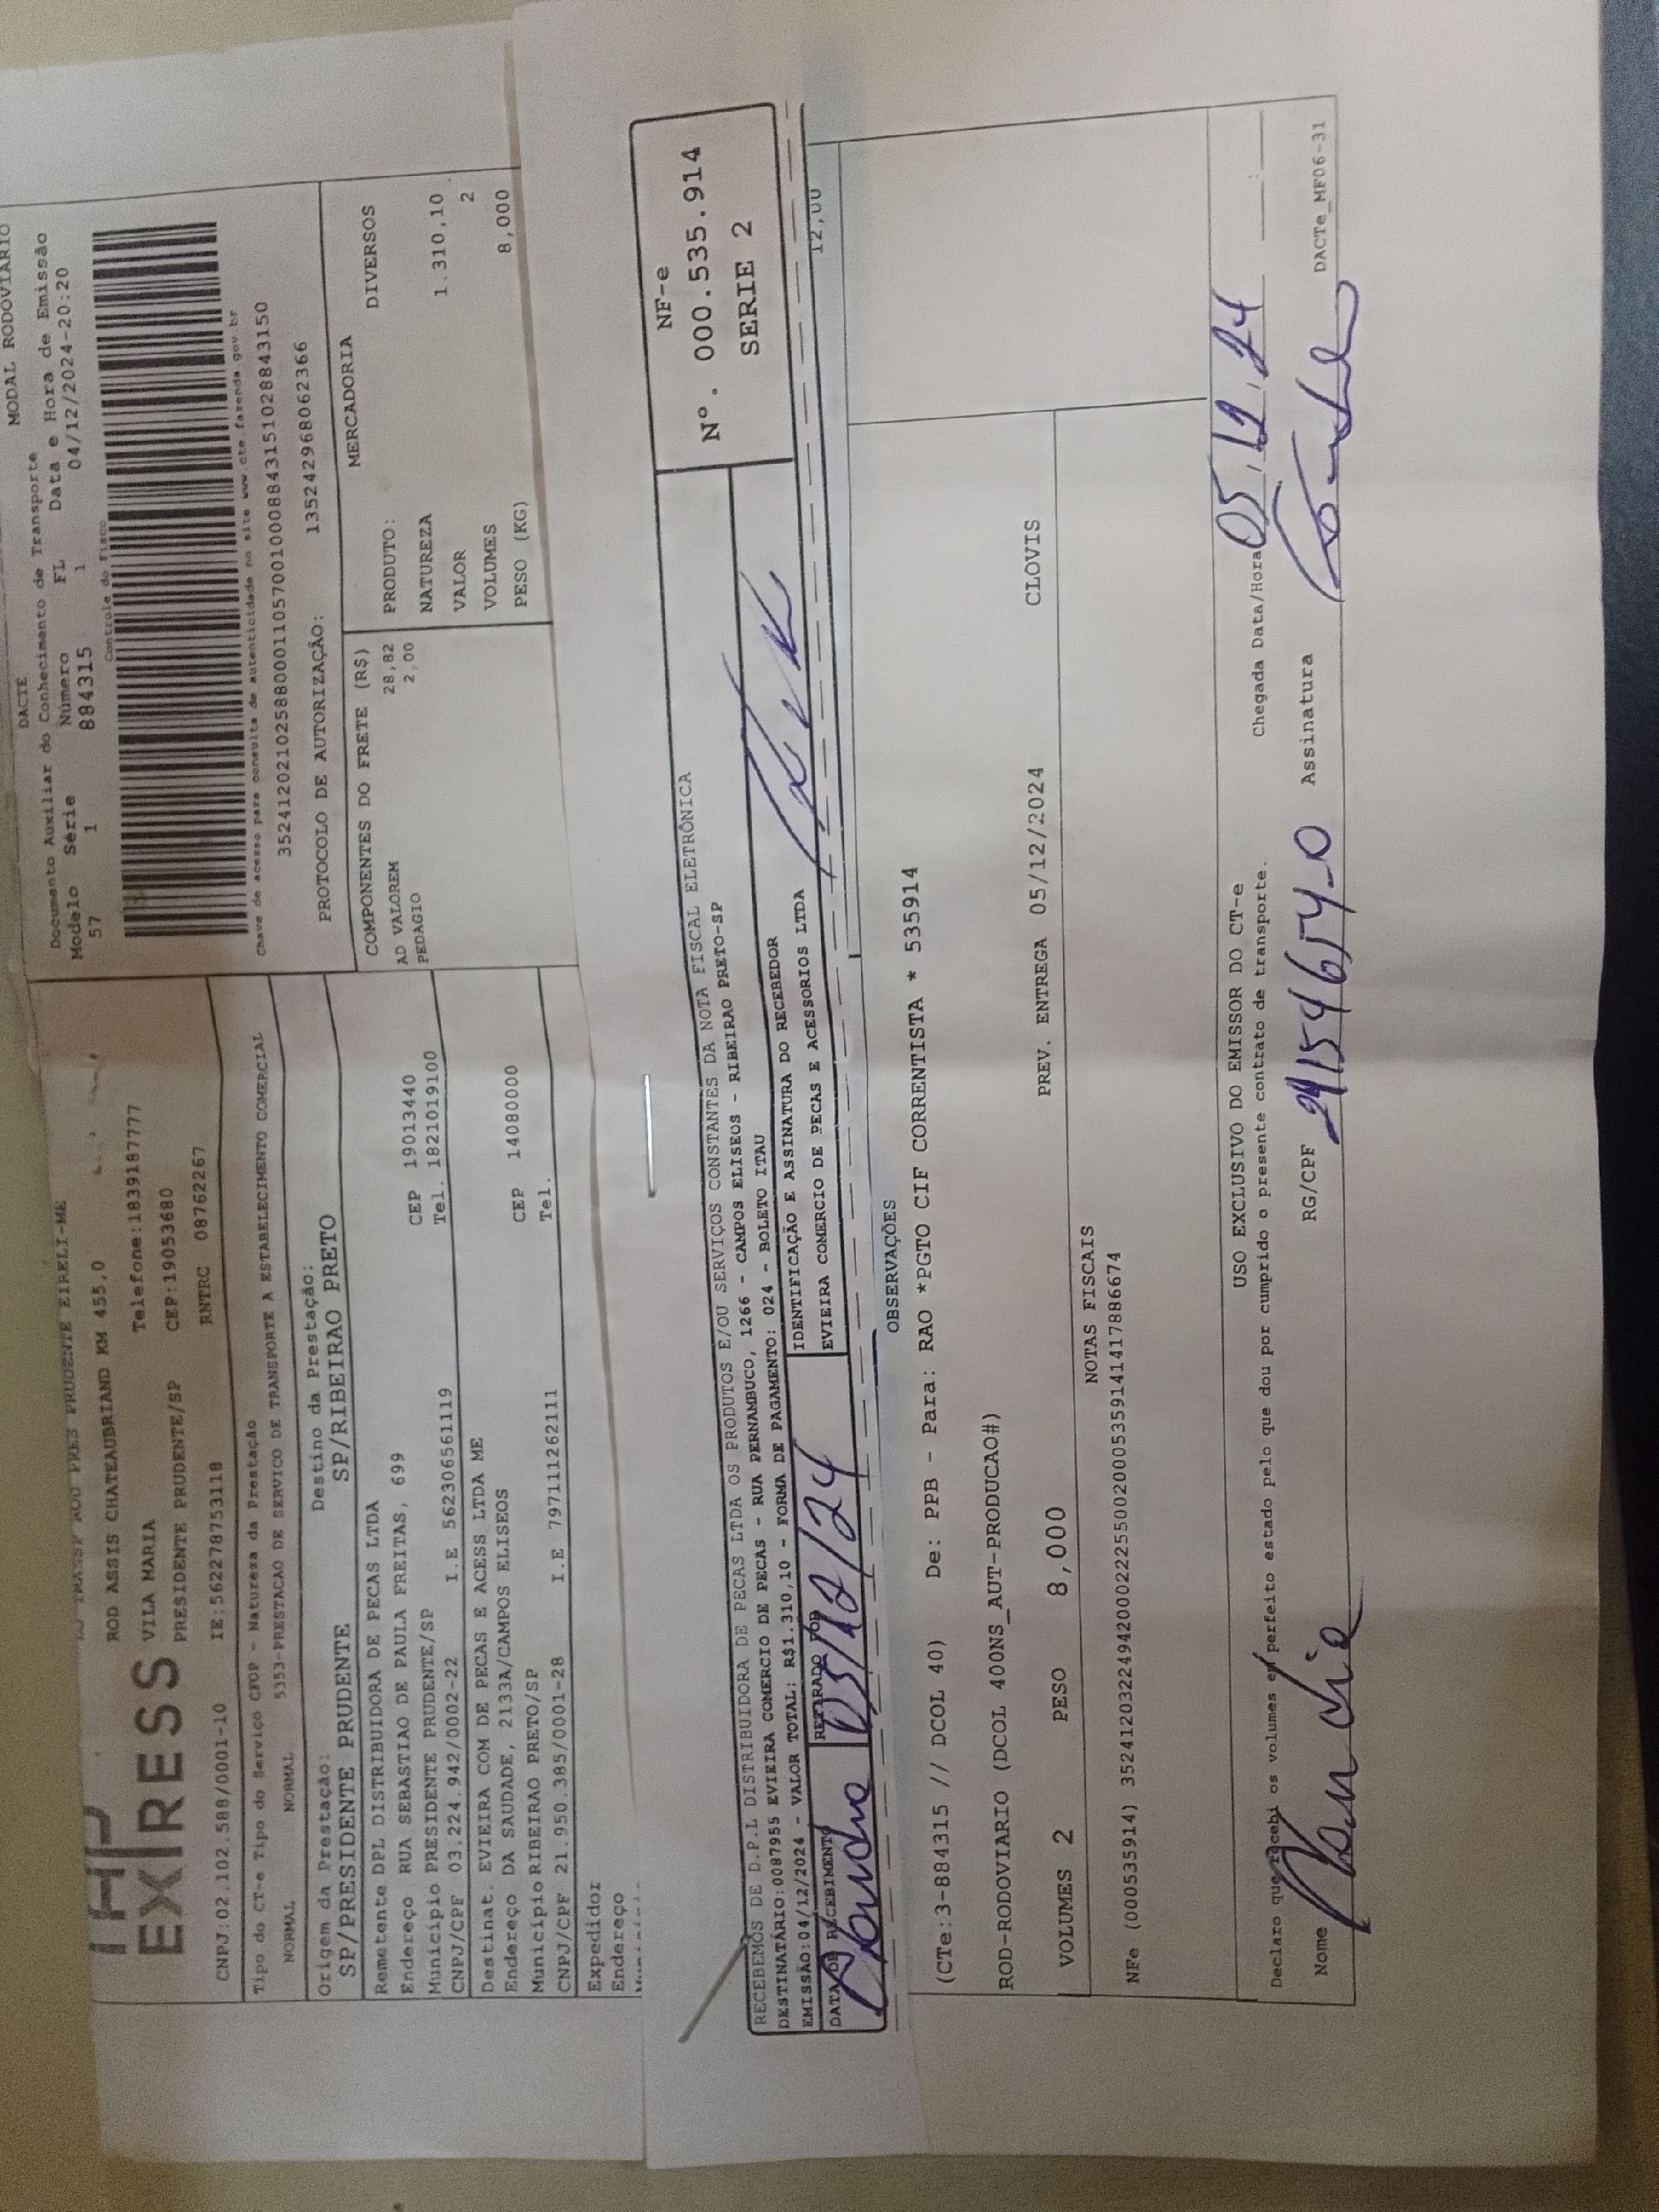 MODAL RODOVIARIO
DACTE
Documento Auxiliar do Conhecimento de Transporte
Modelo Série Número FL Data e Hora de Emissão
57 1 884315 1 04/12/2024-20:20
Controle do Fisco
Chave de acesso para consulta de autenticidade no site www.cte.fazenda.gov.br
35241202102588000110570010008843151028843150
PROTOCOLO DE AUTORIZAÇÃO: 135242968062366
PRES PRUDENTE EIRELI-ME
ROD ASSIS CHATEAUBRIAND KM 455,0
EXPRESS
VILA MARIA Telefone:1839187777
PRESIDENTE PRUDENTE/SP CEP:19053680
CNPJ:02.102.588/0001-10 IE:562278753118 RNTRC 08762267
Tipo do CT-e Tipo do Serviço CFOP - Natureza da Prestação
NORMAL NORMAL 5353-PRESTACAO DE SERVICO DE TRANSPORTE A ESTABELECIMENTO COMERCIAL
Origem da Prestação: Destino da Prestação:
SP/PRESIDENTE PRUDENTE SP/RIBEIRAO PRETO
Remetente DPL DISTRIBUIDORA DE PECAS LTDA
Endereço RUA SEBASTIAO DE PAULA FREITAS, 699
Município PRESIDENTE PRUDENTE/SP CEP 19013440
CNPJ/CPF 03.224.942/0002-22 I.E 562306561119 Tel. 1821019100
Destinat. EVIEIRA COM DE PECAS E ACESS LTDA ME
Endereço DA SAUDADE, 2133A/CAMPOS ELISEOS
Município RIBEIRAO PRETO/SP CEP 14080000
CNPJ/CPF 21.950.385/0001-28 I.E 797111262111 Tel.
Expedidor
Endereço
COMPONENTES DO FRETE (R$)
AD VALOREM 28,82
PEDAGIO 2,00
MERCADORIA
PRODUTO: DIVERSOS
NATUREZA
VALOR 1.310,10
VOLUMES 2
PESO (KG) 8,000
RECEBEMOS DE D.P.L DISTRIBUIDORA DE PECAS LTDA OS PRODUTOS E/OU SERVIÇOS CONSTANTES DA NOTA FISCAL ELETRÔNICA
DESTINATÁRIO:0087955 EVIEIRA COMERCIO DE PECAS - RUA PERNAMBUCO, 1266 - CAMPOS ELISEOS - RIBEIRAO PRETO-SP
EMISSÃO:04/12/2024 - VALOR TOTAL: R$1.310,10 - FORMA DE PAGAMENTO: 024 - BOLETO ITAU
DATA DE RECEBIMENTO RETIRADO POR IDENTIFICAÇÃO E ASSINATURA DO RECEBEDOR
05/12/24 EVIEIRA COMERCIO DE PECAS E ACESSORIOS LTDA
NF-e
Nº. 000.535.914
SERIE 2
12,00
OBSERVAÇÕES
(CTe:3-884315 // DCOL 40) De: PPB - Para: RAO *PGTO CIF CORRENTISTA * 535914
ROD-RODOVIARIO (DCOL 400NS_AUT-PRODUCAO#)
VOLUMES 2 PESO 8,000 PREV. ENTREGA 05/12/2024 CLOVIS
NOTAS FISCAIS
NFe (000535914) 35241203224942000222550020005359141417886674
USO EXCLUSIVO DO EMISSOR DO CT-e
Declaro que recebi os volumes em perfeito estado pelo que dou por cumprido o presente contrato de transporte. Chegada Data/Hora 05/12/24
Nome RG/CPF Assinatura
DACTe_MF06-31